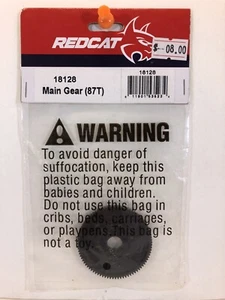 REDCAT
$ 08.00
18128
18128
Main Gear (87T)
WARNING
To avoid danger of
suffocation, keep this
plastic bag away from
babies and children.
Do not use this bag in
cribs, beds, carriages,
or playpens. This bag is
not a toy.